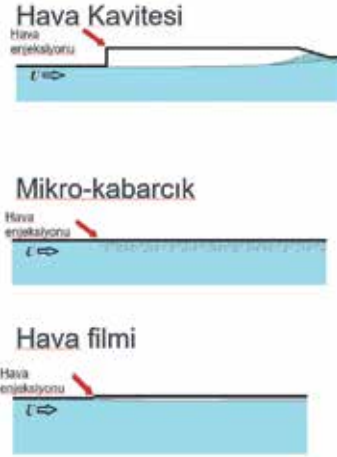 Hava Kavitesi
Hava
enjeksiyonu
U
Mikro-kabarcık
Hava
enjeksiyonu
U
Hava filmi
Hava
enjeksiyonu
U